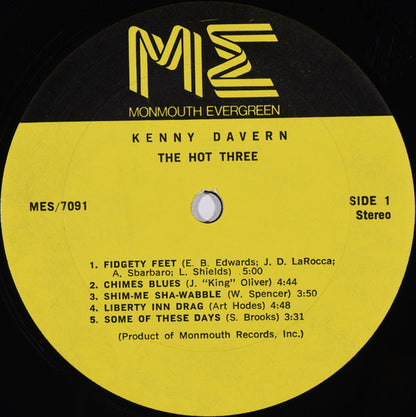 ME
MONMOUTH EVERGREEN
KENNY DAVERN
THE HOT THREE
MES/7091
SIDE 1
Stereo
1. FIDGETY FEET (E. B. Edwards; J. D. LaRocca;
A. Sbarbaro; L. Shields) 5:00
2. CHIMES BLUES (J. "King" Oliver) 4:44
3. SHIM-ME SHA-WABBLE (W. Spencer) 3:50
4. LIBERTY INN DRAG (Art Hodes) 4:48
5. SOME OF THESE DAYS (S. Brooks) 3:31
(Product of Monmouth Records, Inc.)